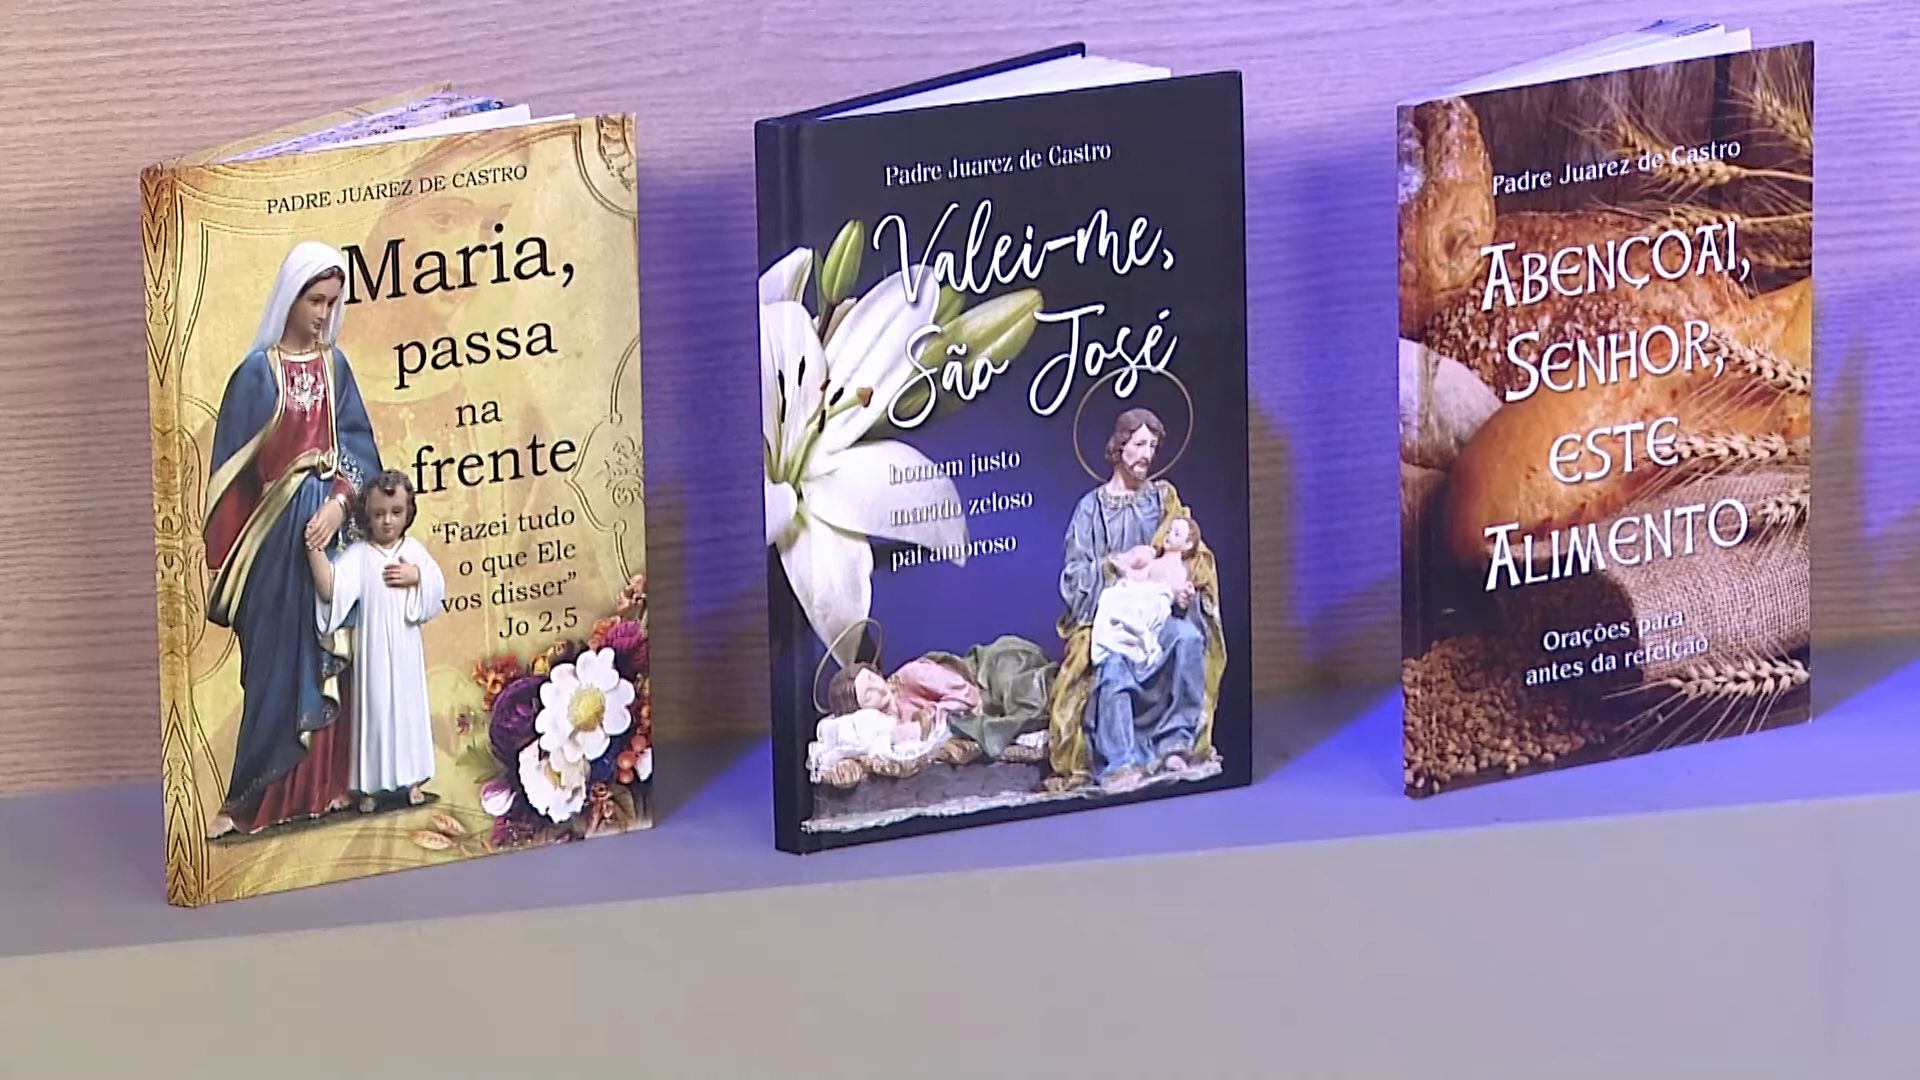 PADRE JUAREZ DE CASTRO
Maria,
passa
na
frente
“Fazei tudo
o que Ele
vos disser”
Jo 2,5
Padre Juarez de Castro
Valei-me,
São José
homem justo
marido zeloso
pai amoroso
Padre Juarez de Castro
ABENÇOAI,
SENHOR,
ESTE
ALIMENTO
Orações para
antes da refeição